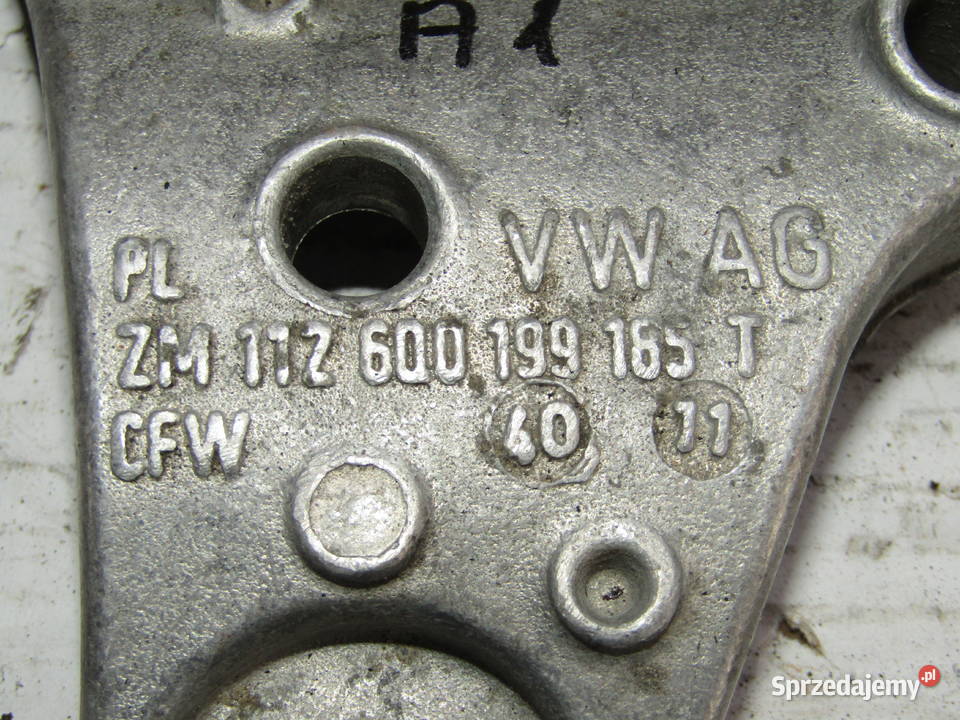 A1
VW AG
PL
ZM 112 6Q0 199 165 T
CFW 40 11
Sprzedajemy.pl